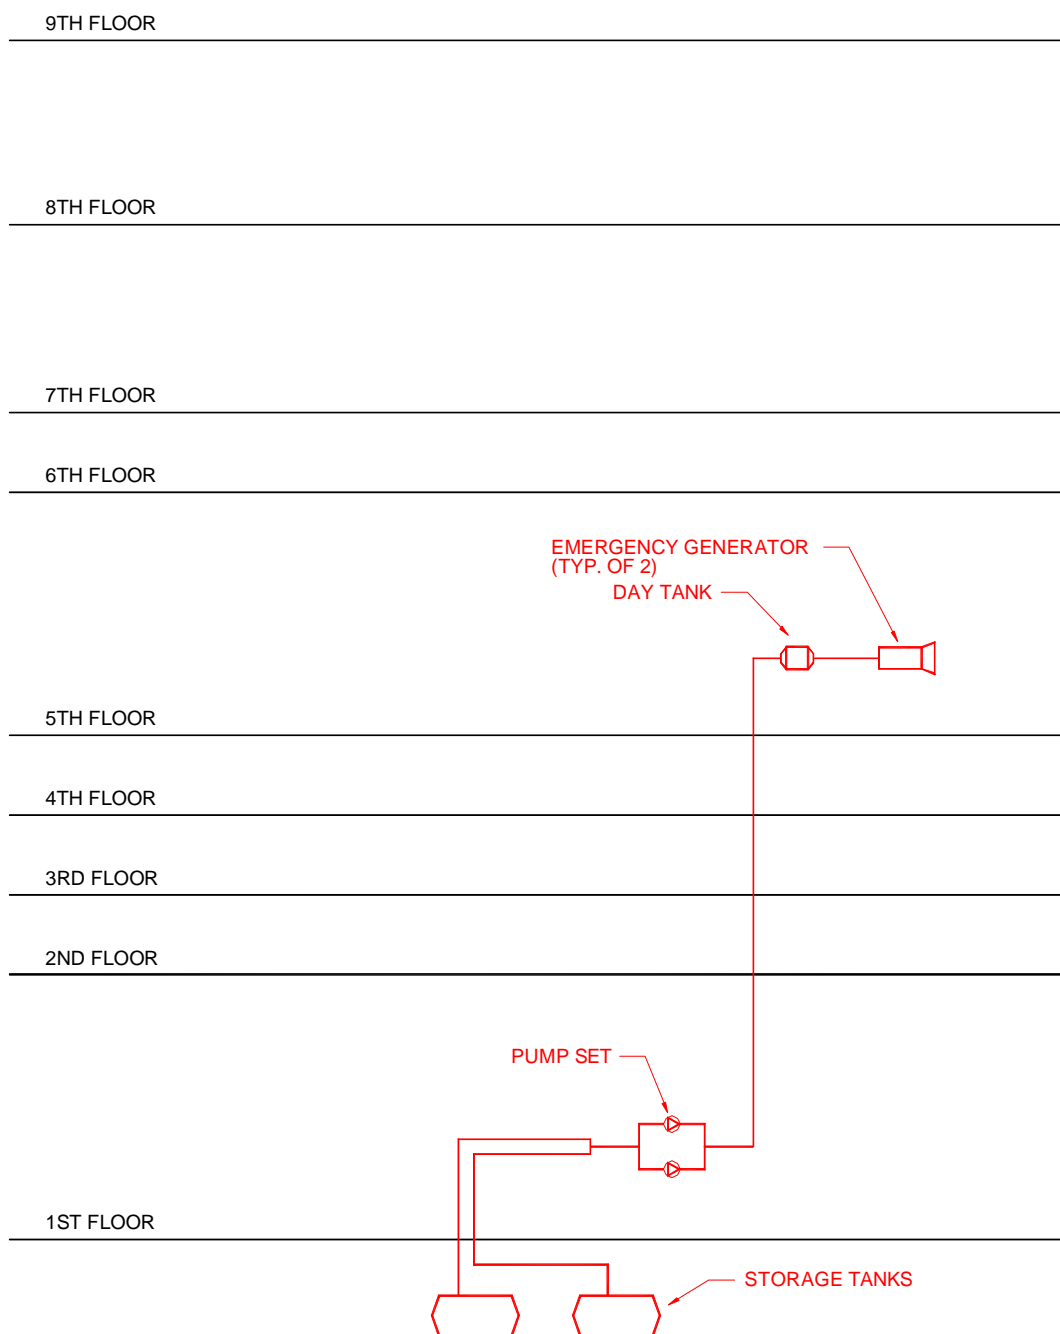 9TH FLOOR
8TH FLOOR
7TH FLOOR
6TH FLOOR
EMERGENCY GENERATOR
(TYP. OF 2)
DAY TANK
5TH FLOOR
4TH FLOOR
3RD FLOOR
2ND FLOOR
PUMP SET
1ST FLOOR
STORAGE TANKS